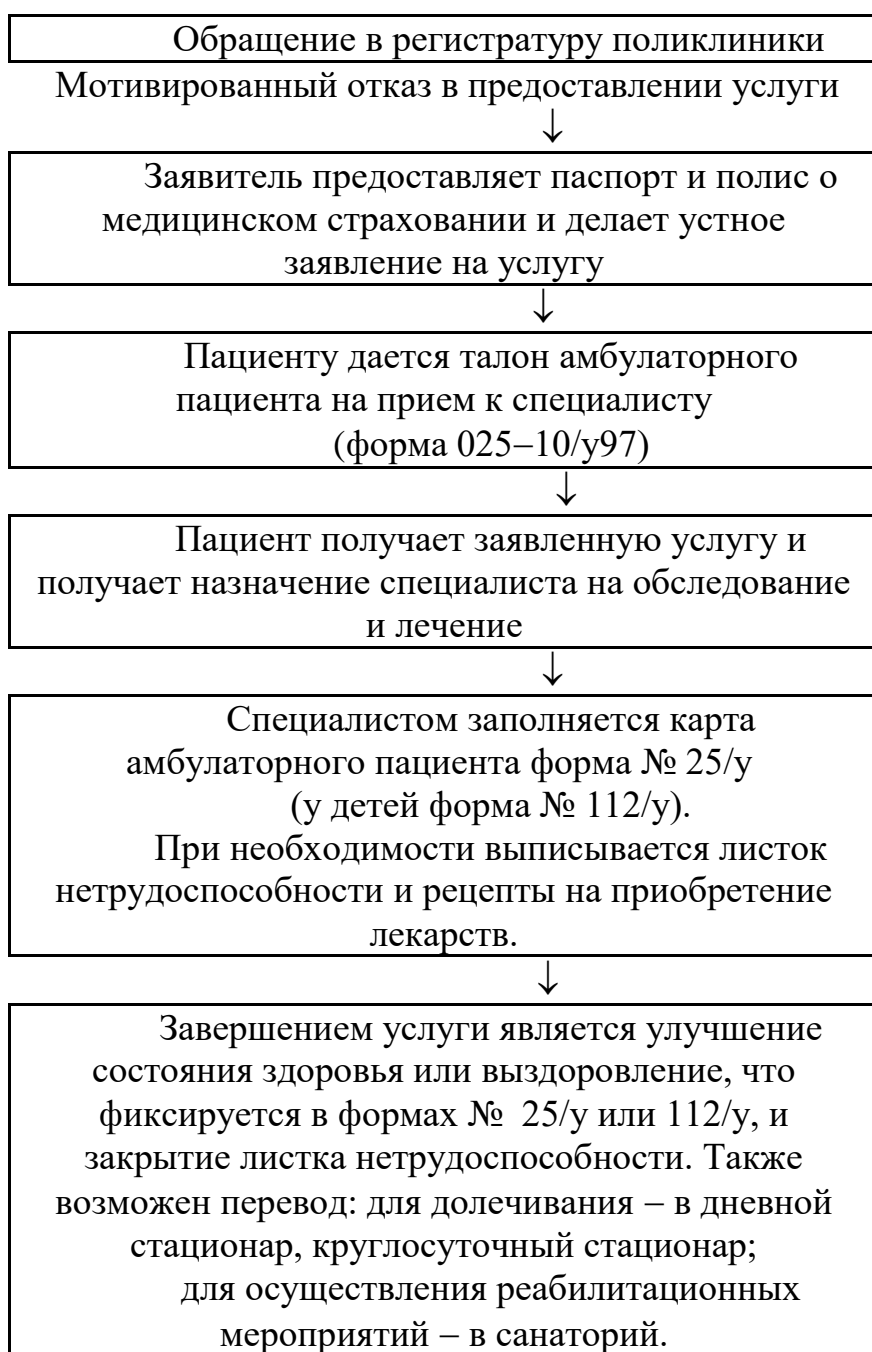 Обращение в регистратуру поликлиники
Мотивированный отказ в предоставлении услуги
↓
Заявитель предоставляет паспорт и полис о
медицинском страховании и делает устное
заявление на услугу
↓
Пациенту дается талон амбулаторного
пациента на прием к специалисту
(форма 025–10/у97)
↓
Пациент получает заявленную услугу и
получает назначение специалиста на обследование
и лечение
↓
Специалистом заполняется карта
амбулаторного пациента форма № 25/у
(у детей форма № 112/у).
При необходимости выписывается листок
нетрудоспособности и рецепты на приобретение
лекарств.
↓
Завершением услуги является улучшение
состояния здоровья или выздоровление, что
фиксируется в формах № 25/у или 112/у, и
закрытие листка нетрудоспособности. Также
возможен перевод: для долечивания – в дневной
стационар, круглосуточный стационар;
для осуществления реабилитационных
мероприятий – в санаторий.